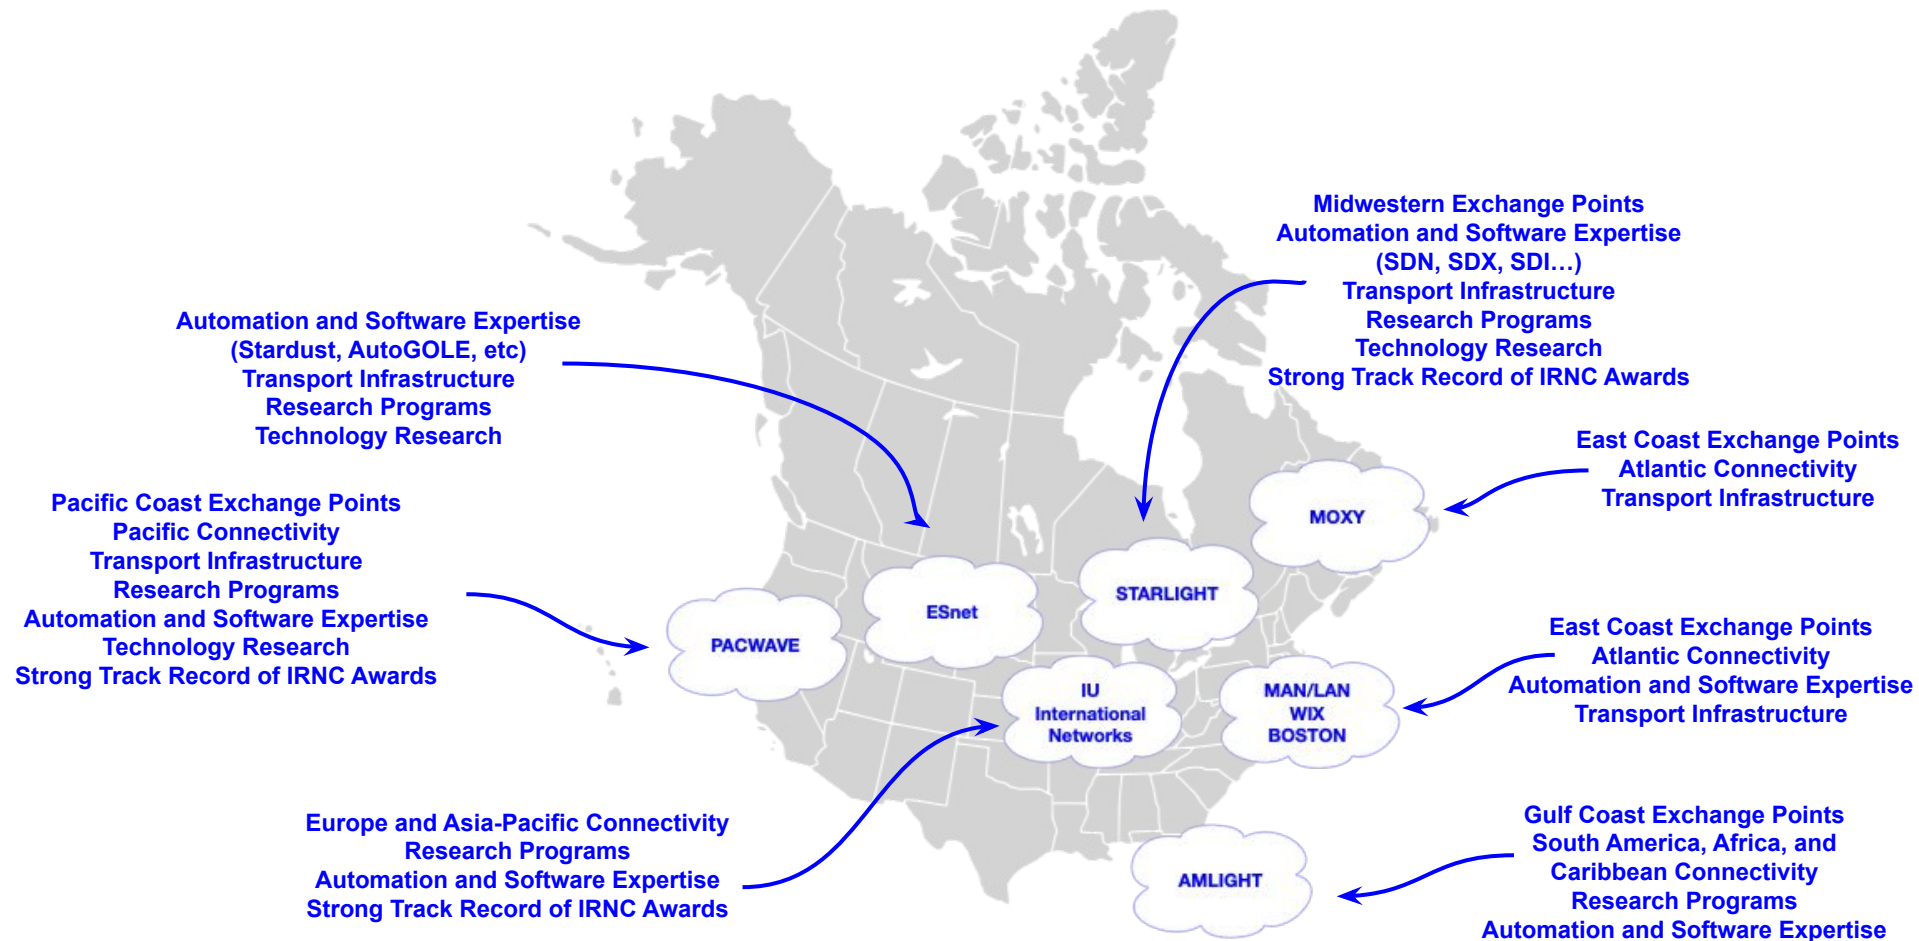 Midwestern Exchange Points
Automation and Software Expertise
(SDN, SDX, SDI…)
Transport Infrastructure
Research Programs
Technology Research
Strong Track Record of IRNC Awards
Automation and Software Expertise
(Stardust, AutoGOLE, etc)
Transport Infrastructure
Research Programs
Technology Research
East Coast Exchange Points
Atlantic Connectivity
Transport Infrastructure
Pacific Coast Exchange Points
Pacific Connectivity
Transport Infrastructure
Research Programs
Automation and Software Expertise
Technology Research
Strong Track Record of IRNC Awards
MOXY
STARLIGHT
ESnet
PACWAVE
IU
International
Networks
MAN/LAN
WIX
BOSTON
East Coast Exchange Points
Atlantic Connectivity
Automation and Software Expertise
Transport Infrastructure
Europe and Asia-Pacific Connectivity
Research Programs
Automation and Software Expertise
Strong Track Record of IRNC Awards
AMLIGHT
Gulf Coast Exchange Points
South America, Africa, and
Caribbean Connectivity
Research Programs
Automation and Software Expertise